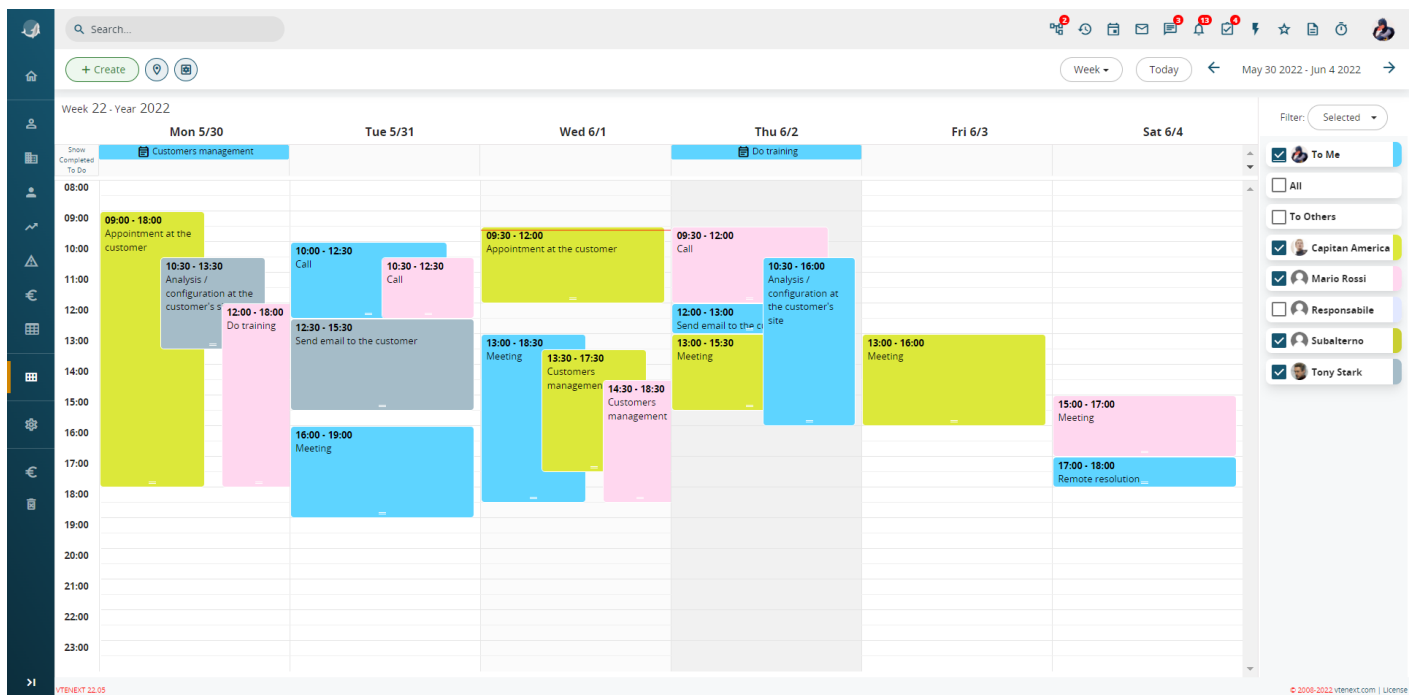 Search...
2
3
13
4
+ Create
Week
Today
May 30 2022 - Jun 4 2022
Week 22 - Year 2022
Mon 5/30
Tue 5/31
Wed 6/1
Thu 6/2
Fri 6/3
Sat 6/4
Show
Completed
To Do
Customers management
Do training
08:00
09:00
10:00
11:00
12:00
13:00
14:00
15:00
16:00
17:00
18:00
19:00
20:00
21:00
22:00
23:00
09:00 - 18:00
Appointment at the
customer
10:30 - 13:30
Analysis /
configuration at the
customer's s
12:00 - 18:00
Do training
10:00 - 12:30
Call
10:30 - 12:30
Call
12:30 - 15:30
Send email to the customer
16:00 - 19:00
Meeting
09:30 - 12:00
Appointment at the customer
13:00 - 18:30
Meeting
13:30 - 17:30
Customers
managemen
14:30 - 18:30
Customers
management
09:30 - 12:00
Call
10:30 - 16:00
Analysis /
configuration at
the customer's
site
12:00 - 13:00
Send email to the c
13:00 - 15:30
Meeting
13:00 - 16:00
Meeting
15:00 - 17:00
Meeting
17:00 - 18:00
Remote resolution
Filter:
Selected
To Me
All
To Others
Capitan America
Mario Rossi
Responsabile
Subalterno
Tony Stark
VTENEXT 22.05
© 2008-2022 vtenext.com | License